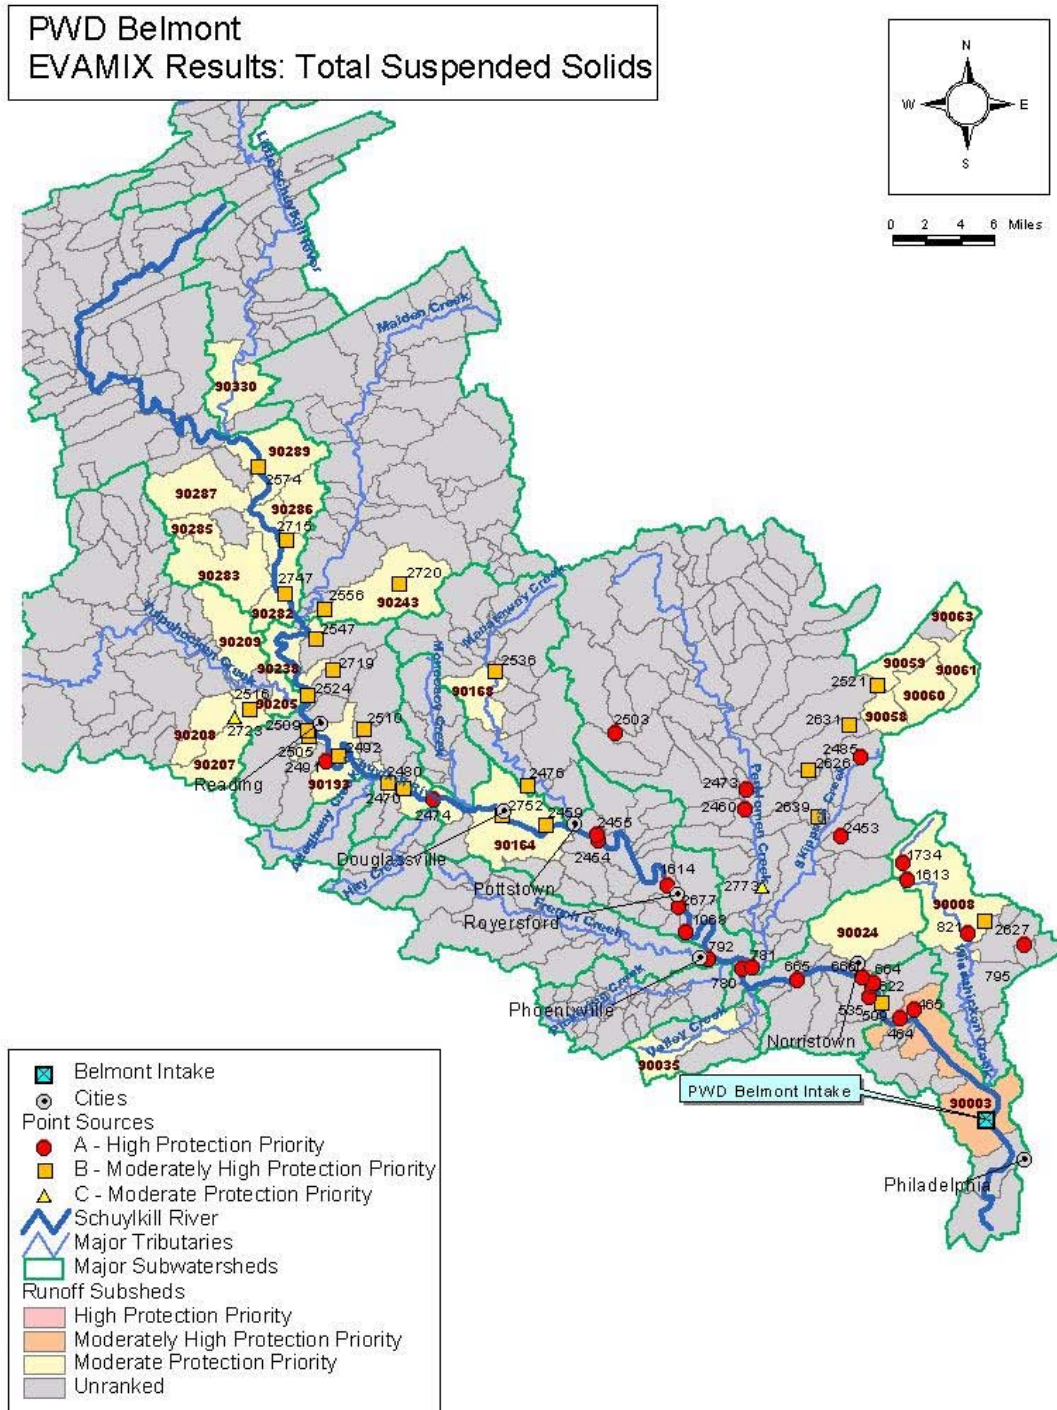 PWD Belmont
EVAMIX Results: Total Suspended Solids
N
W
E
S
0 2 4 6 Miles
Little Schuylkill River
Maiden Creek
90330
90289
2574
90287
90286
90285
2715
90283
2720
2747
2556
90243
90282
Tulpehocken Creek
90209
2547
Manatawny Creek
90063
90238
2719
Monocacy Creek
2536
90059
90061
2521
90060
2516
2524
90205
90168
90058
2723
2509
2510
2503
2631
90208
2505
2492
2485
90207
2491
2626
Reading
90193
2480
2476
2473
Perkiomen Creek
2470
2460
2474
2752
2459
2455
2639
Skippack Creek
2453
Allegheny Creek
Douglassville
90164
2454
1734
Hay Creek
Pottstown
1614
2773
1613
2677
90008
Royersford
French Creek
1068
90024
821
2627
792
781
795
780
665
666
664
Phoenixville
622
Pickering Creek
535
509
465
Wissahickon Creek
Valley Creek
Norristown
464
90035
PWD Belmont Intake
90003
Philadelphia
Belmont Intake
Cities
Point Sources
A - High Protection Priority
B - Moderately High Protection Priority
C - Moderate Protection Priority
Schuylkill River
Major Tributaries
Major Subwatersheds
Runoff Subsheds
High Protection Priority
Moderately High Protection Priority
Moderate Protection Priority
Unranked